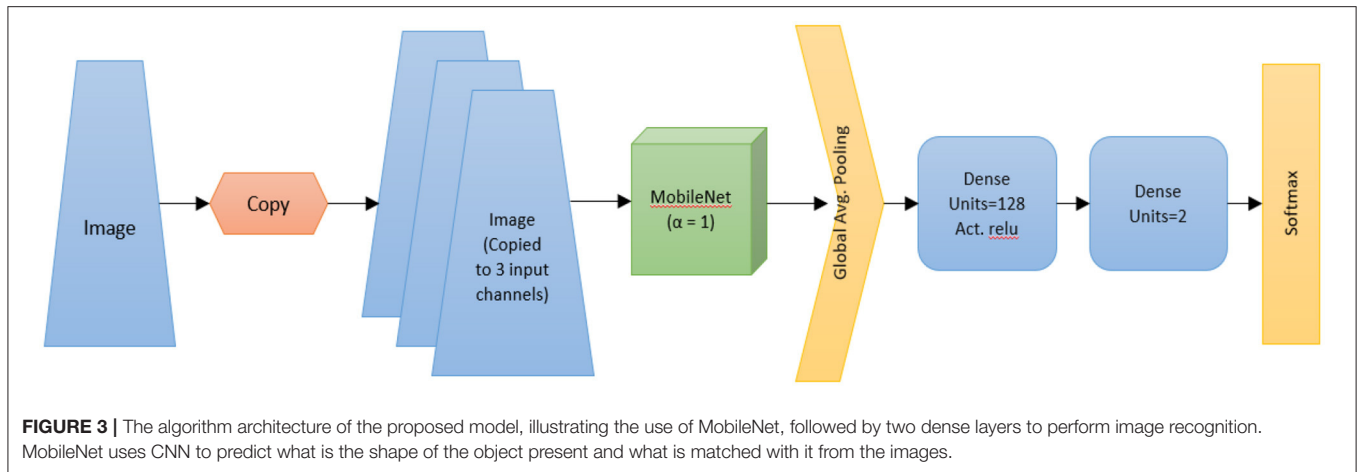 Image
Copy
Image
(Copied
to 3 input
channels)
MobileNet
(α = 1)
Global Avg. Pooling
Dense
Units=128
Act. relu
Dense
Units=2
Softmax
FIGURE 3 | The algorithm architecture of the proposed model, illustrating the use of MobileNet, followed by two dense layers to perform image recognition.
MobileNet uses CNN to predict what is the shape of the object present and what is matched with it from the images.